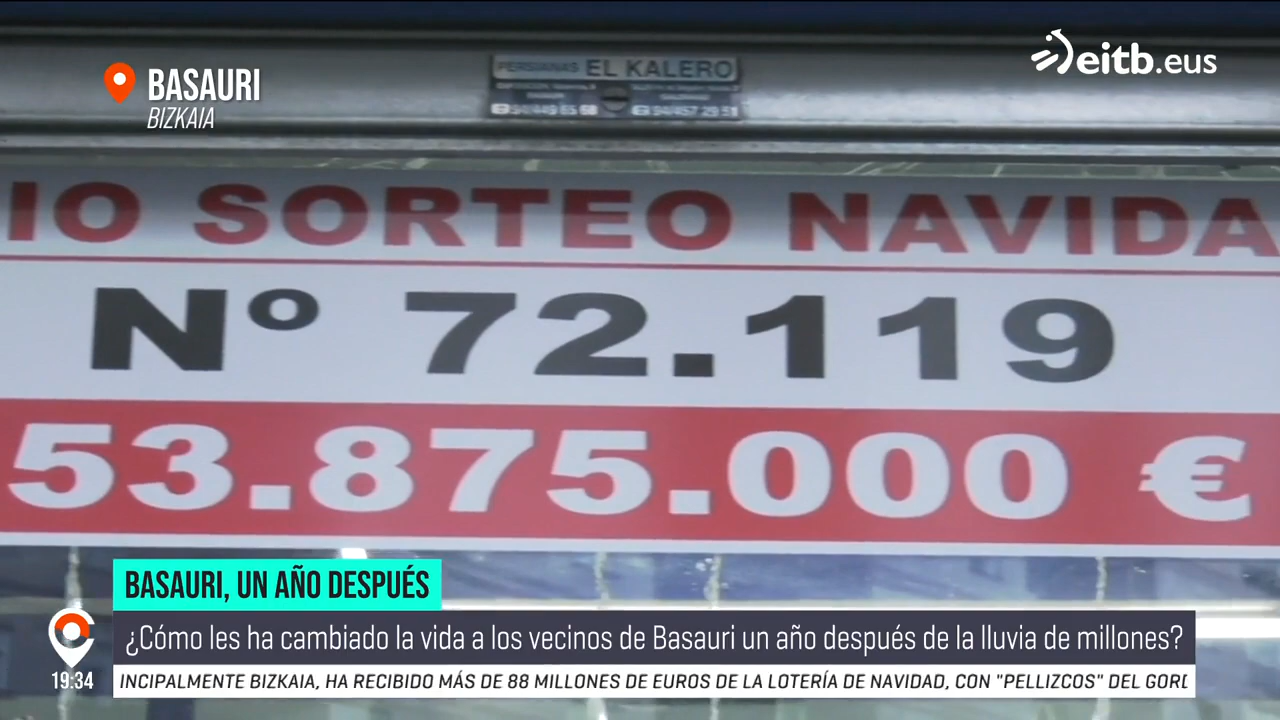 eitb.eus
BASAURI
BIZKAIA
PERSIANAS EL KALERO
IO SORTEO NAVIDA
Nº 72.119
53.875.000 €
BASAURI, UN AÑO DESPUÉS
¿Cómo les ha cambiado la vida a los vecinos de Basauri un año después de la lluvia de millones?
19:34
INCIPALMENTE BIZKAIA, HA RECIBIDO MÁS DE 88 MILLONES DE EUROS DE LA LOTERÍA DE NAVIDAD, CON "PELLIZCOS" DEL GORD